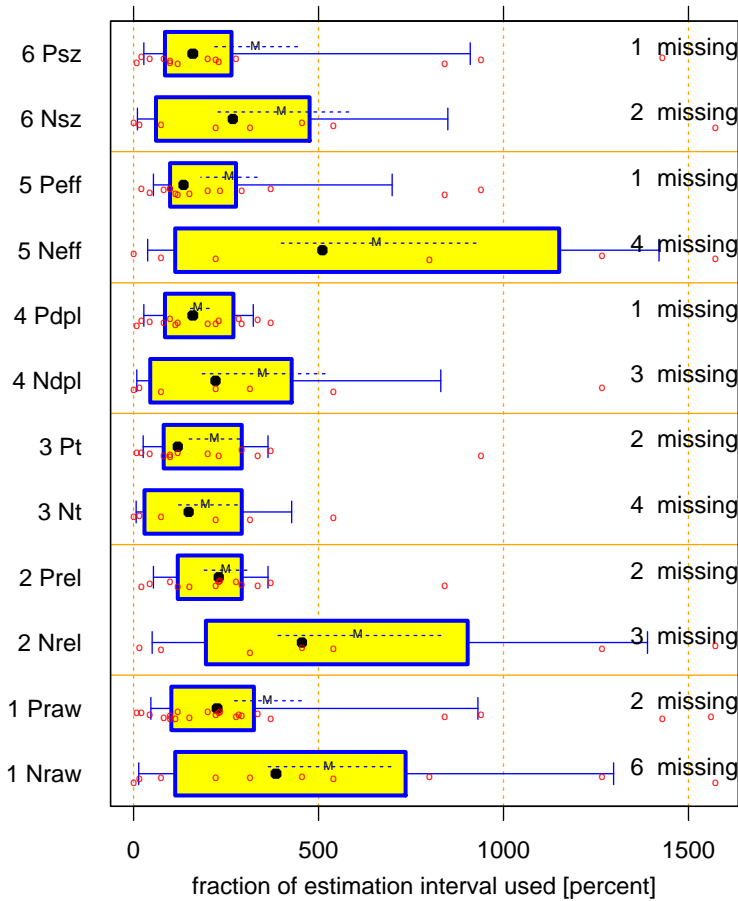 6 Psz M 1 missing
6 Nsz M 2 missing
5 Peff M 1 missing
5 Neff M 4 missing
4 Pdpl M 1 missing
4 Ndpl M 3 missing
3 Pt M 2 missing
3 Nt M 4 missing
2 Prel M 2 missing
2 Nrel M 3 missing
1 Praw M 2 missing
1 Nraw M 6 missing
0 500 1000 1500
fraction of estimation interval used [percent]